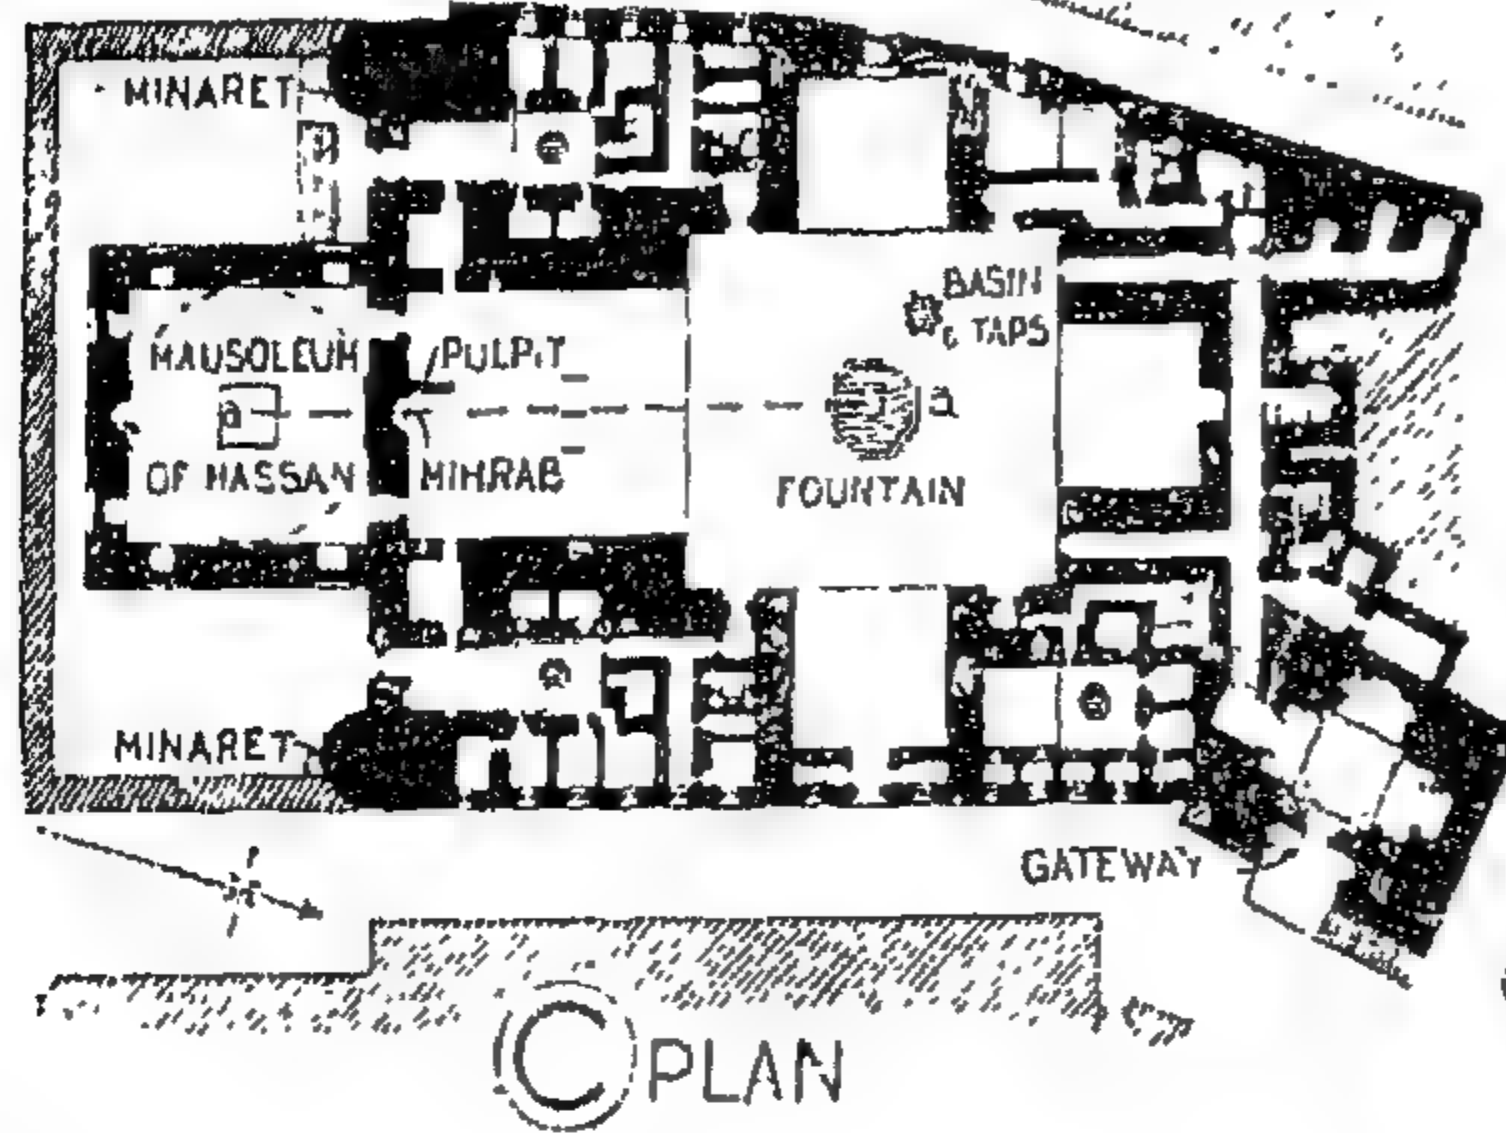 MINARET
BASIN
& TAPS
MAUSOLEUM
PULPIT
a
a
OF HASSAN
MIHRAB
FOUNTAIN
MINARET
GATEWAY
C PLAN